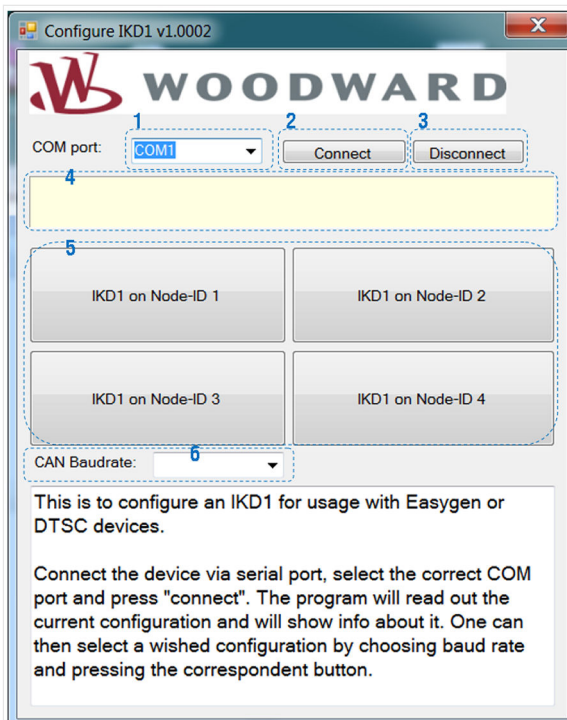 Configure IKD1 v1.0002
WOODWARD
1
2
3
COM port:
COM1
Connect
Disconnect
4
5
IKD1 on Node-ID 1
IKD1 on Node-ID 2
IKD1 on Node-ID 3
IKD1 on Node-ID 4
6
CAN Baudrate:
This is to configure an IKD1 for usage with Easygen or
DTSC devices.
Connect the device via serial port, select the correct COM
port and press "connect". The program will read out the
current configuration and will show info about it. One can
then select a wished configuration by choosing baud rate
and pressing the correspondent button.